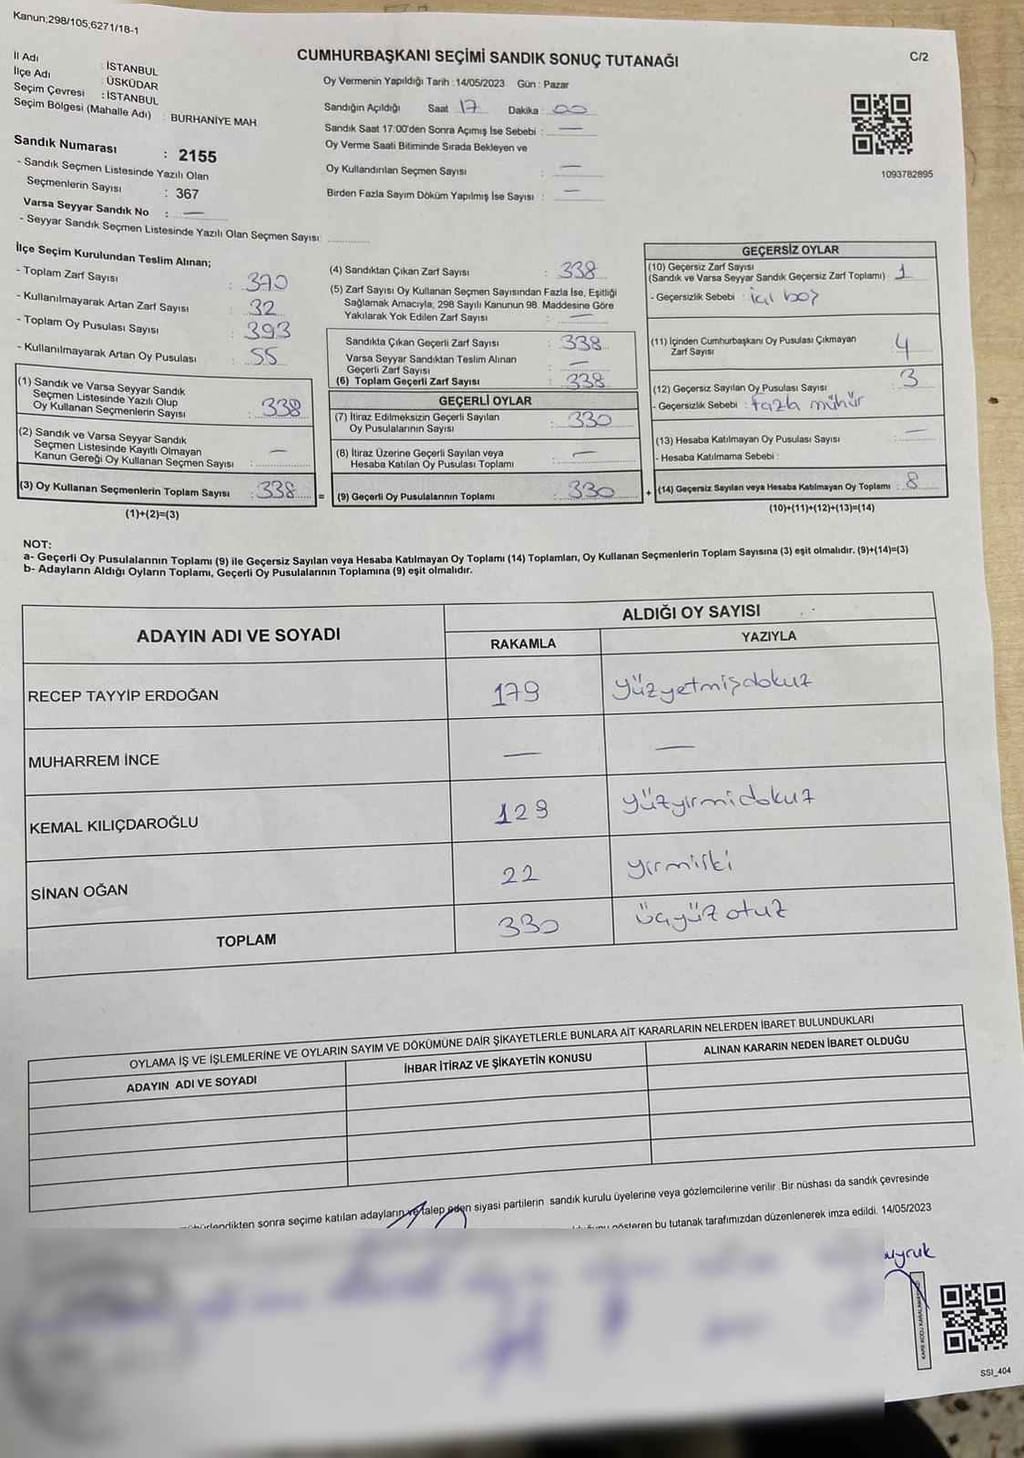 Kanun;298/105;6271/18-1
C/2
CUMHURBAŞKANI SEÇİMİ SANDIK SONUÇ TUTANAĞI
İl Adı : İSTANBUL
İlçe Adı : ÜSKÜDAR
Seçim Çevresi : İSTANBUL
Seçim Bölgesi (Mahalle Adı) : BURHANİYE MAH
Sandık Numarası : 2155
- Sandık Seçmen Listesinde Yazılı Olan
Seçmenlerin Sayısı : 367
Varsa Seyyar Sandık No : —
- Seyyar Sandık Seçmen Listesinde Yazılı Olan Seçmen Sayısı
Oy Vermenin Yapıldığı Tarih : 14/05/2023 Gün : Pazar
Sandığın Açıldığı Saat 17 Dakika 00
Sandık Saat 17:00'den Sonra Açılmış İse Sebebi : —
Oy Verme Saati Bitiminde Sırada Bekleyen ve
Oy Kullandırılan Seçmen Sayısı : —
Birden Fazla Sayım Döküm Yapılmış İse Sayısı : —
1093782895
İlçe Seçim Kurulundan Teslim Alınan;
- Toplam Zarf Sayısı : 370
- Kullanılmayarak Artan Zarf Sayısı : 32
- Toplam Oy Pusulası Sayısı : 393
- Kullanılmayarak Artan Oy Pusulası : 55
(1) Sandık ve Varsa Seyyar Sandık
Seçmen Listesinde Yazılı Olup
Oy Kullanan Seçmenlerin Sayısı : 338
(2) Sandık ve Varsa Seyyar Sandık
Seçmen Listesinde Kayıtlı Olmayan
Kanun Gereği Oy Kullanan Seçmen Sayısı : —
(3) Oy Kullanan Seçmenlerin Toplam Sayısı : 338
(1)+(2)=(3)
(4) Sandıktan Çıkan Zarf Sayısı : 338
(5) Zarf Sayısı Oy Kullanan Seçmen Sayısından Fazla İse, Eşitliği
Sağlamak Amacıyla, 298 Sayılı Kanunun 98. Maddesine Göre
Yakılarak Yok Edilen Zarf Sayısı : —
Sandıkta Çıkan Geçerli Zarf Sayısı : 338
Varsa Seyyar Sandıktan Teslim Alınan
Geçerli Zarf Sayısı : —
(6) Toplam Geçerli Zarf Sayısı : 338
GEÇERLİ OYLAR
(7) İtiraz Edilmeksizin Geçerli Sayılan
Oy Pusulalarının Sayısı : 330
(8) İtiraz Üzerine Geçerli Sayılan veya
Hesaba Katılan Oy Pusulası Toplamı : —
= (9) Geçerli Oy Pusulalarının Toplamı : 330
GEÇERSİZ OYLAR
(10) Geçersiz Zarf Sayısı
(Sandık ve Varsa Seyyar Sandık Geçersiz Zarf Toplamı) : 1
- Geçersizlik Sebebi : içi boş
(11) İçinden Cumhurbaşkanı Oy Pusulası Çıkmayan
Zarf Sayısı : 4
(12) Geçersiz Sayılan Oy Pusulası Sayısı : 3
- Geçersizlik Sebebi : fazla mühür
(13) Hesaba Katılmayan Oy Pusulası Sayısı : —
- Hesaba Katılmama Sebebi :
+ (14) Geçersiz Sayılan veya Hesaba Katılmayan Oy Toplamı : 8
(10)+(11)+(12)+(13)=(14)
NOT:
a- Geçerli Oy Pusulalarının Toplamı (9) ile Geçersiz Sayılan veya Hesaba Katılmayan Oy Toplamı (14) Toplamları, Oy Kullanan Seçmenlerin Toplam Sayısına (3) eşit olmalıdır. (9)+(14)=(3)
b- Adayların Aldığı Oyların Toplamı, Geçerli Oy Pusulalarının Toplamına (9) eşit olmalıdır.
ADAYIN ADI VE SOYADI
ALDIĞI OY SAYISI
RAKAMLA YAZIYLA
RECEP TAYYİP ERDOĞAN 179 yüzyetmişdokuz
MUHARREM İNCE — —
KEMAL KILIÇDAROĞLU 129 yüzyirmidokuz
SİNAN OĞAN 22 yirmiiki
TOPLAM 330 üçyüz otuz
OYLAMA İŞ VE İŞLEMLERİNE VE OYLARIN SAYIM VE DÖKÜMÜNE DAİR ŞİKAYETLERLE BUNLARA AİT KARARLARIN NELERDEN İBARET BULUNDUKLARI
ADAYIN ADI VE SOYADI İHBAR İTİRAZ VE ŞİKAYETİN KONUSU ALINAN KARARIN NEDEN İBARET OLDUĞU
sonra seçime katılan adayların talep eden siyasi partilerin sandık kurulu üyelerine veya gözlemcilerine verilir. Bir nüshası da sandık çevresinde
gösteren bu tutanak tarafımızdan düzenlenerek imza edildi. 14/05/2023
SSI_404